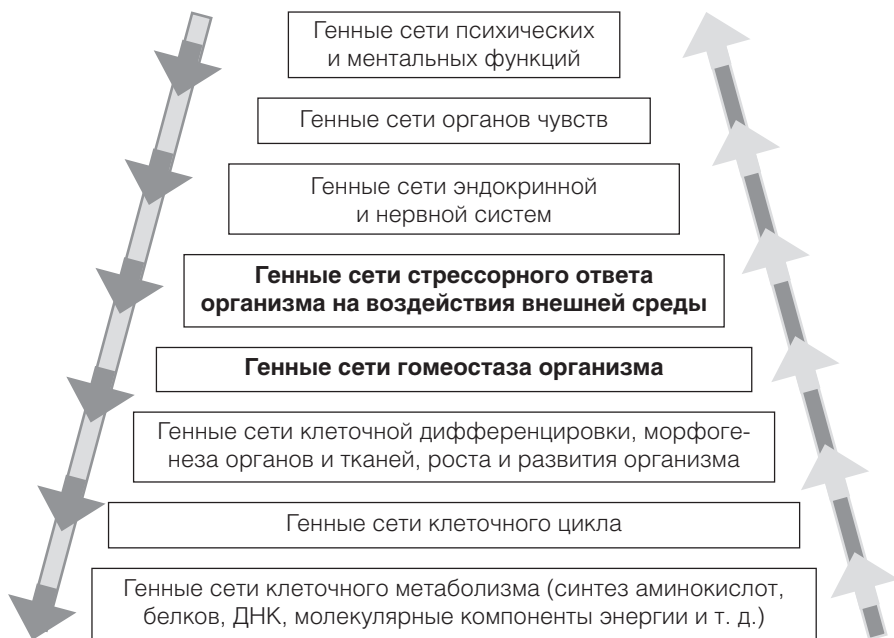 Генные сети психических
и ментальных функций
Генные сети органов чувств
Генные сети эндокринной
и нервной систем
Генные сети стрессорного ответа
организма на воздействия внешней среды
Генные сети гомеостаза организма
Генные сети клеточной дифференцировки, морфоге-
неза органов и тканей, роста и развития организма
Генные сети клеточного цикла
Генные сети клеточного метаболизма (синтез аминокислот,
белков, ДНК, молекулярные компоненты энергии и т. д.)